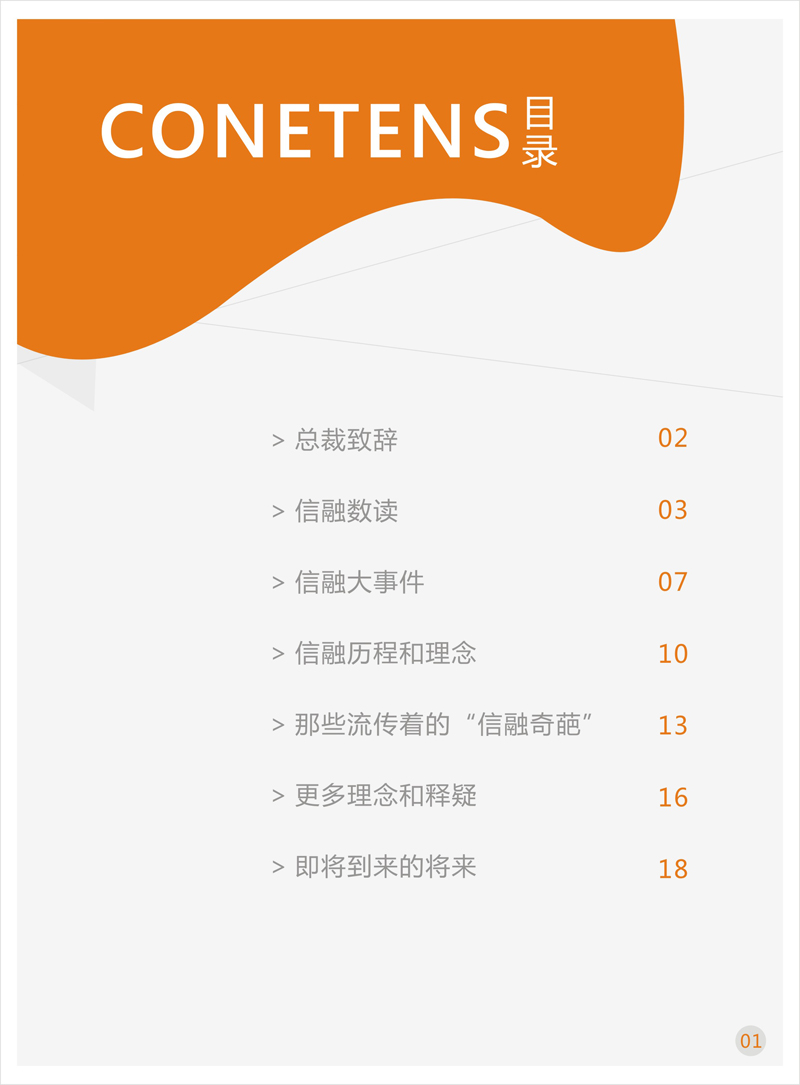 CONETENS 目录
> 总裁致辞 02
> 信融数读 03
> 信融大事件 07
> 信融历程和理念 10
> 那些流传着的“信融奇葩” 13
> 更多理念和释疑 16
> 即将到来的将来 18
01